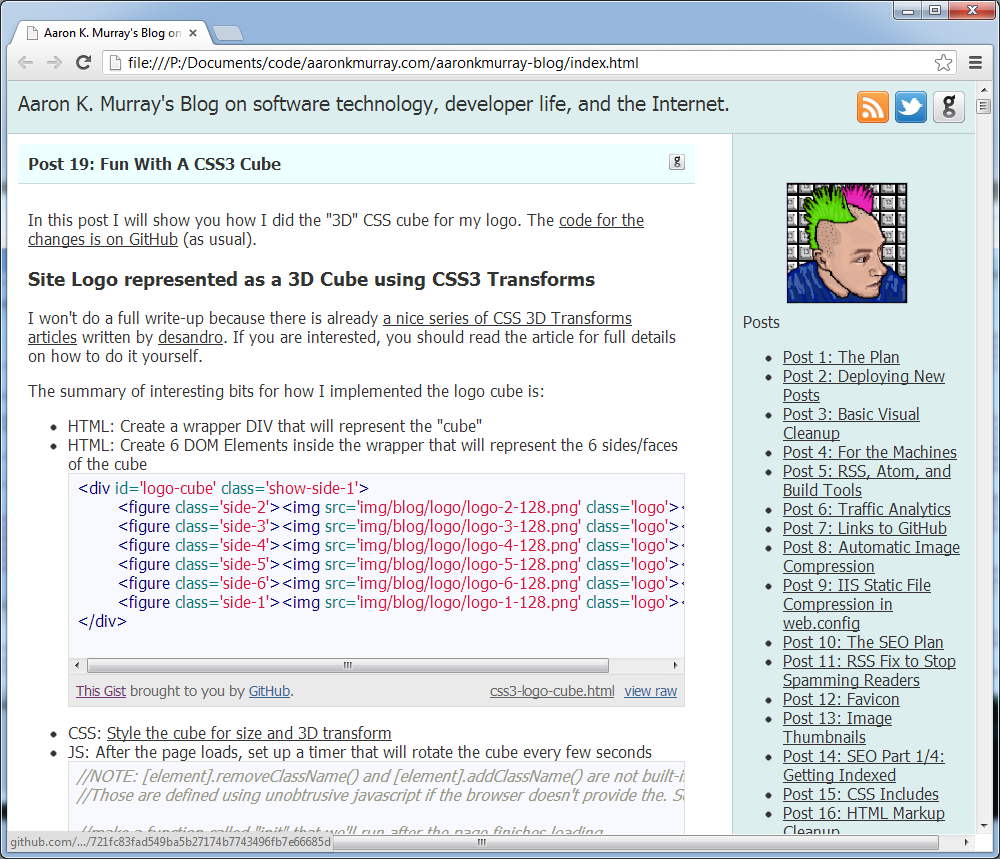 Aaron K. Murray's Blog on
file:///P:/Documents/code/aaronkmurray.com/aaronkmurray-blog/index.html
Aaron K. Murray's Blog on software technology, developer life, and the Internet.
g
Post 19: Fun With A CSS3 Cube
g
In this post I will show you how I did the "3D" CSS cube for my logo. The code for the
changes is on GitHub (as usual).
Site Logo represented as a 3D Cube using CSS3 Transforms
I won't do a full write-up because there is already a nice series of CSS 3D Transforms
articles written by desandro. If you are interested, you should read the article for full details
on how to do it yourself.
The summary of interesting bits for how I implemented the logo cube is:
HTML: Create a wrapper DIV that will represent the "cube"
HTML: Create 6 DOM Elements inside the wrapper that will represent the 6 sides/faces
of the cube
<div id='logo-cube' class='show-side-1'>
<figure class='side-2'><img src='img/blog/logo/logo-2-128.png' class='logo'><
<figure class='side-3'><img src='img/blog/logo/logo-3-128.png' class='logo'><
<figure class='side-4'><img src='img/blog/logo/logo-4-128.png' class='logo'><
<figure class='side-5'><img src='img/blog/logo/logo-5-128.png' class='logo'><
<figure class='side-6'><img src='img/blog/logo/logo-6-128.png' class='logo'><
<figure class='side-1'><img src='img/blog/logo/logo-1-128.png' class='logo'><
</div>
This Gist brought to you by GitHub.
css3-logo-cube.html view raw
CSS: Style the cube for size and 3D transform
JS: After the page loads, set up a timer that will rotate the cube every few seconds
//NOTE: [element].removeClassName() and [element].addClassName() are not built-i
//Those are defined using unobtrusive javascript if the browser doesn't provide the. S
//make a function called "init" that we'll run after the page finishes loading
github.com/.../721fc83fad549ba5b27174b7743496fb7e66685d
Posts
Post 1: The Plan
Post 2: Deploying New
Posts
Post 3: Basic Visual
Cleanup
Post 4: For the Machines
Post 5: RSS, Atom, and
Build Tools
Post 6: Traffic Analytics
Post 7: Links to GitHub
Post 8: Automatic Image
Compression
Post 9: IIS Static File
Compression in
web.config
Post 10: The SEO Plan
Post 11: RSS Fix to Stop
Spamming Readers
Post 12: Favicon
Post 13: Image
Thumbnails
Post 14: SEO Part 1/4:
Getting Indexed
Post 15: CSS Includes
Post 16: HTML Markup
Cleanup